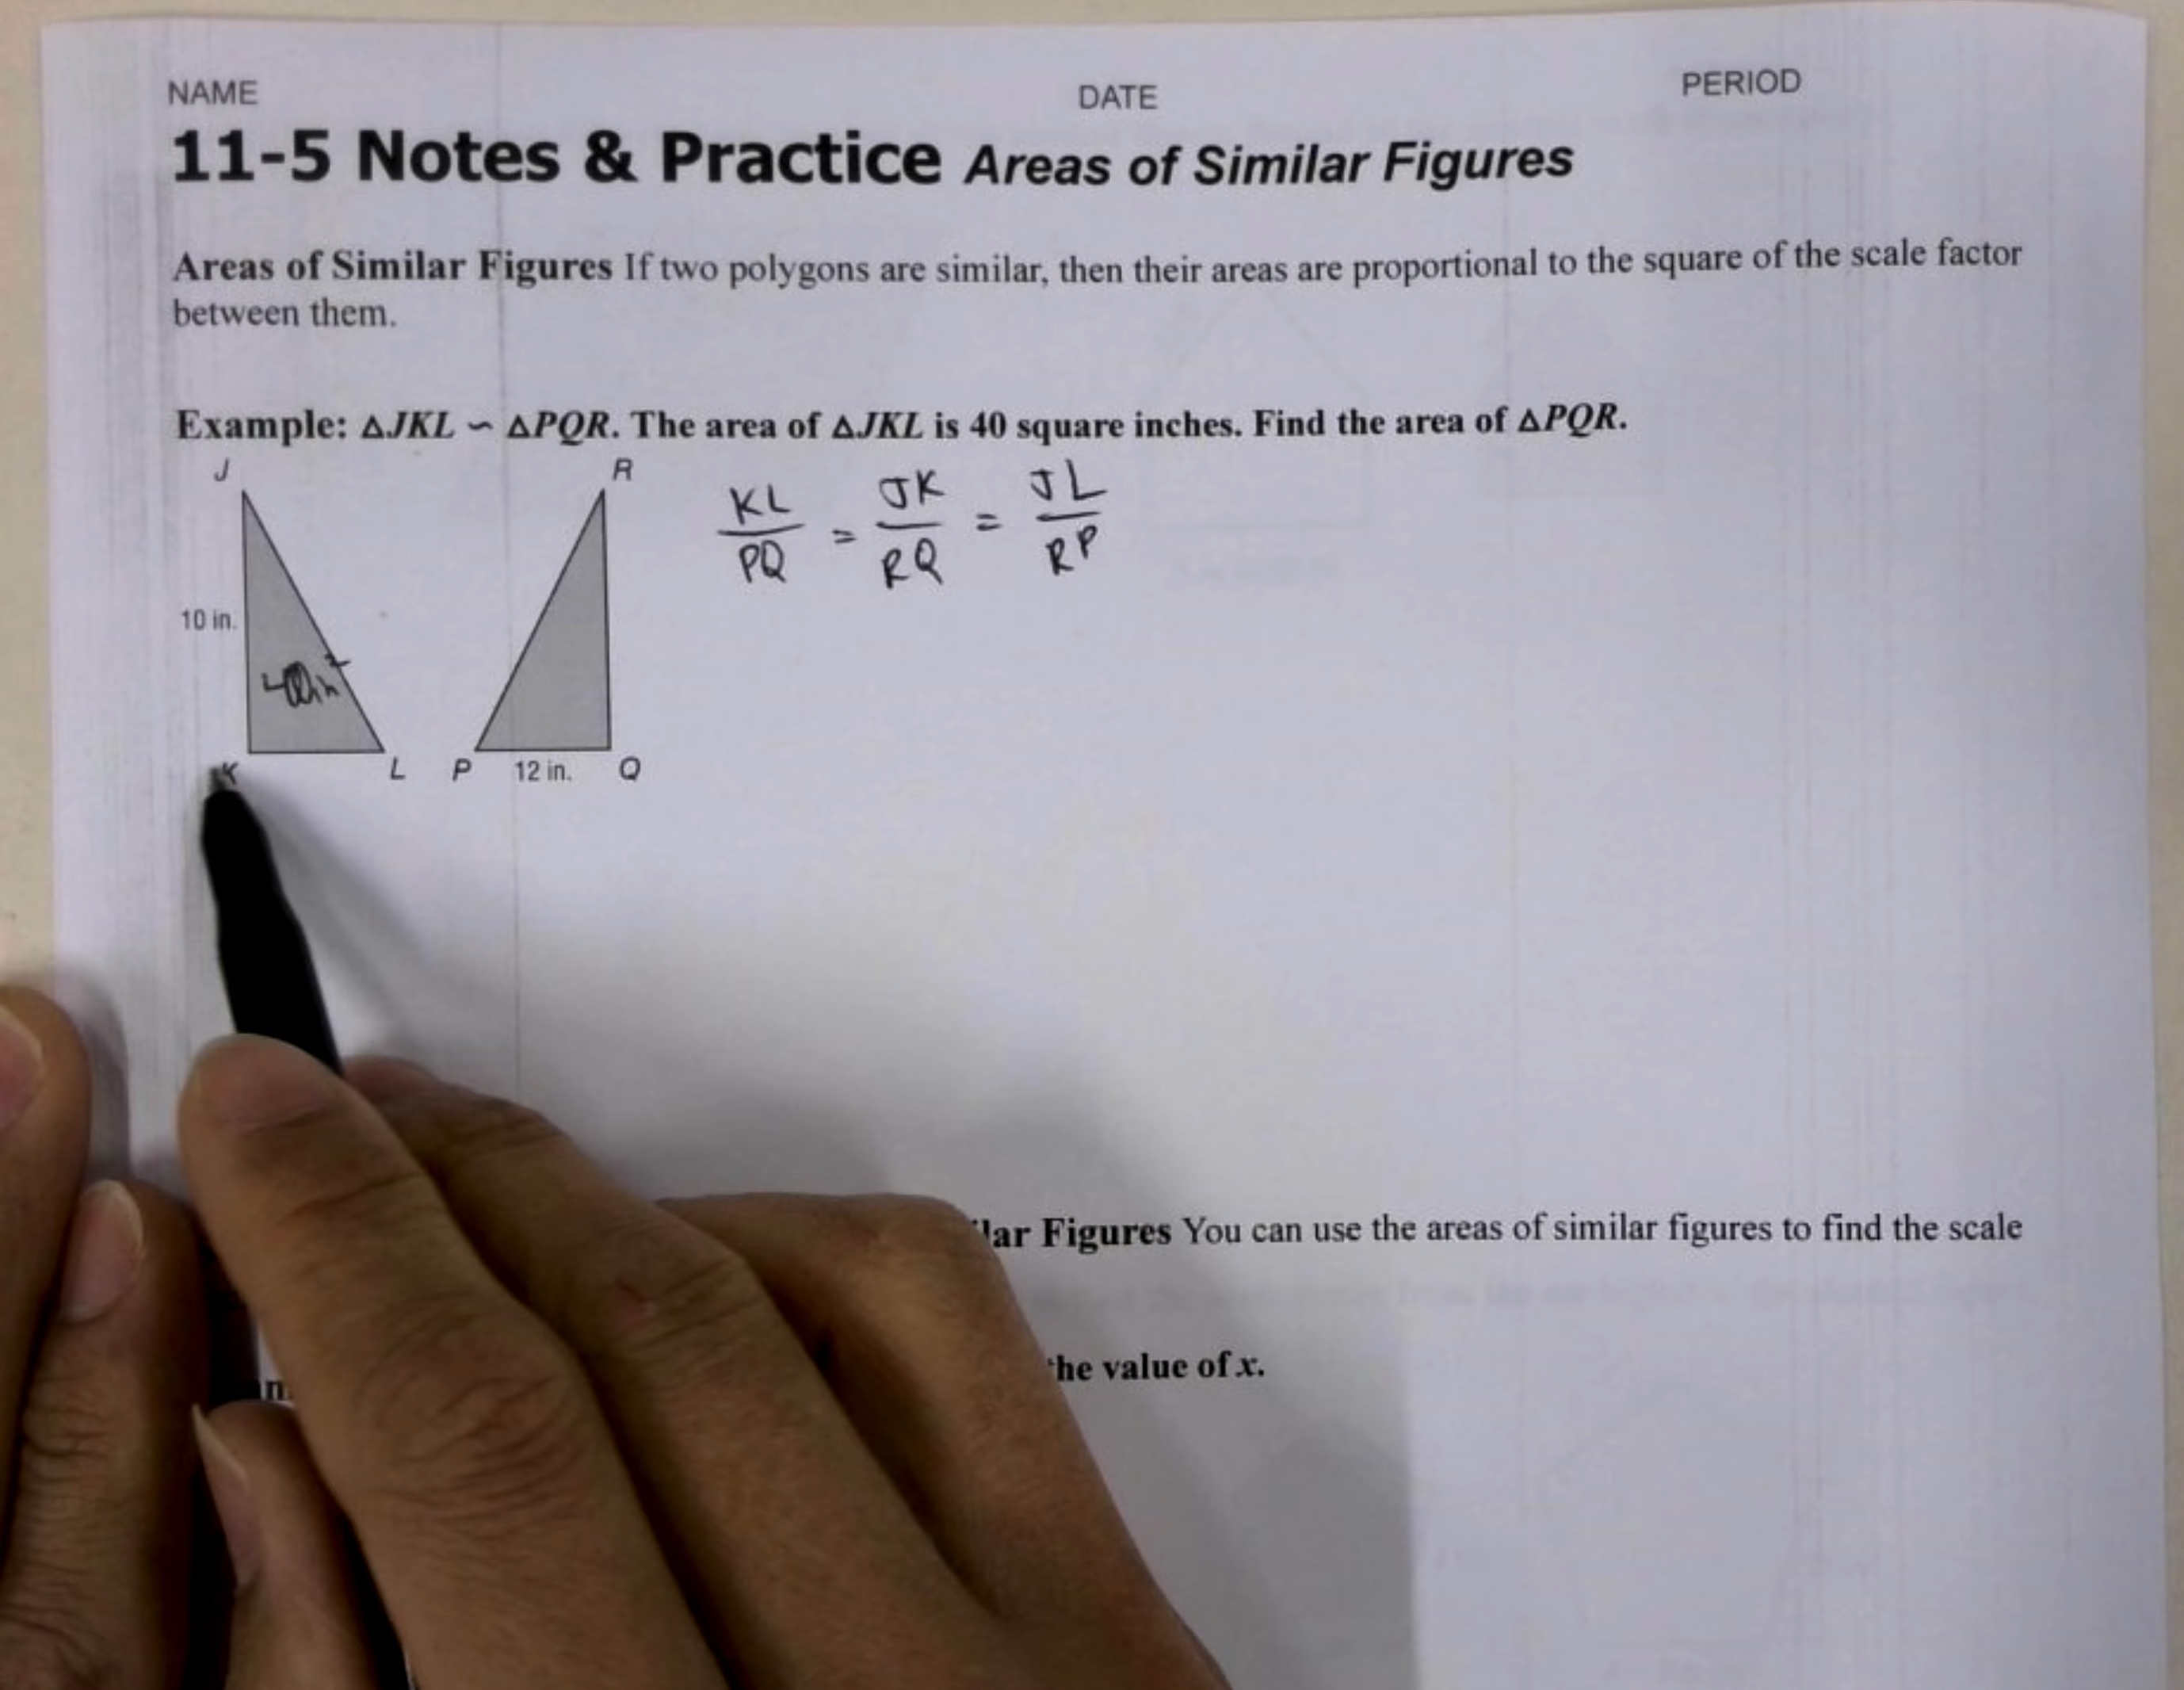 NAME DATE PERIOD
11-5 Notes & Practice Areas of Similar Figures
Areas of Similar Figures If two polygons are similar, then their areas are proportional to the square of the scale factor
between them.
Example: △JKL ~ △PQR. The area of △JKL is 40 square inches. Find the area of △PQR.
J R
KL/PQ = JK/RQ = JL/RP
10 in.
40in²
K L P 12 in. Q
Figures You can use the areas of similar figures to find the scale
value of x.